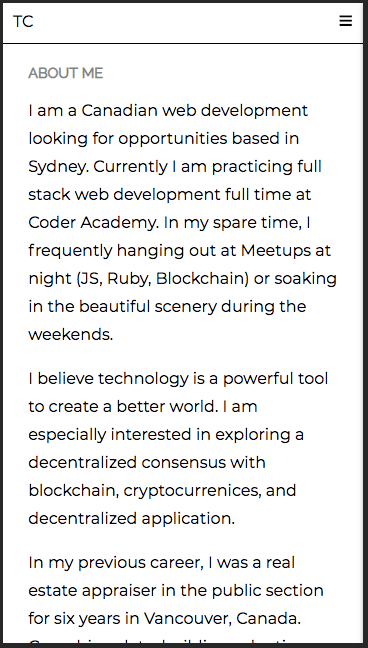 TC
ABOUT ME
I am a Canadian web development
looking for opportunities based in
Sydney. Currently I am practicing full
stack web development full time at
Coder Academy. In my spare time, I
frequently hanging out at Meetups at
night (JS, Ruby, Blockchain) or soaking
in the beautiful scenery during the
weekends.
I believe technology is a powerful tool
to create a better world. I am
especially interested in exploring a
decentralized consensus with
blockchain, cryptocurrenices, and
decentralized application.
In my previous career, I was a real
estate appraiser in the public section
for six years in Vancouver, Canada.